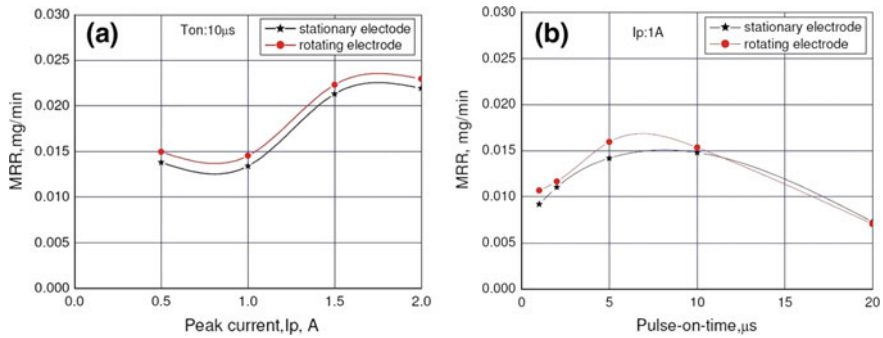 (a)
Ton:10μs
stationary electode
rotating electrode
0.030
0.025
0.020
0.015
0.010
0.005
0.000
MRR,mg/min
0.0 0.5 1.0 1.5 2.0
Peak current,Ip, A
(b)
Ip:1A
stationary electrode
rotating electrode
0.030
0.025
0.020
0.015
0.010
0.005
0.000
MRR, mg/min
0 5 10 15 20
Pulse-on-time,μs